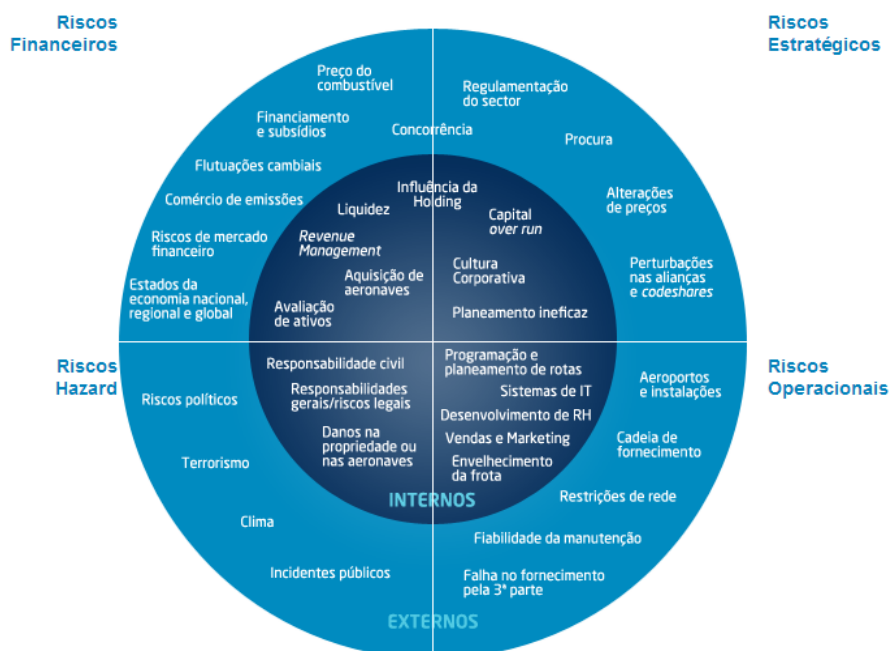 Riscos
Financeiros
Riscos
Estratégicos
Preço do
combustível
Financiamento
e subsídios
Flutuações cambiais
Comércio de emissões
Riscos de mercado
financeiro
Estados da
economia nacional,
regional e global
Concorrência
Regulamentação
do sector
Procura
Alterações
de preços
Perturbações
nas alianças
e codeshares
Influência da
Holding
Liquidez
Revenue
Management
Aquisição de
aeronaves
Avaliação
de ativos
Capital
over run
Cultura
Corporativa
Planeamento ineficaz
Riscos
Hazard
Riscos
Operacionais
Responsabilidade civil
Responsabilidades
gerais/riscos legais
Danos na
propriedade ou
nas aeronaves
Programação e
planeamento de rotas
Sistemas de IT
Desenvolvimento de RH
Vendas e Marketing
Envelhecimento
da frota
INTERNOS
Riscos políticos
Terrorismo
Clima
Incidentes públicos
Aeroportos
e instalações
Cadeia de
fornecimento
Restrições de rede
Fiabilidade da manutenção
Falha no fornecimento
pela 3ª parte
EXTERNOS